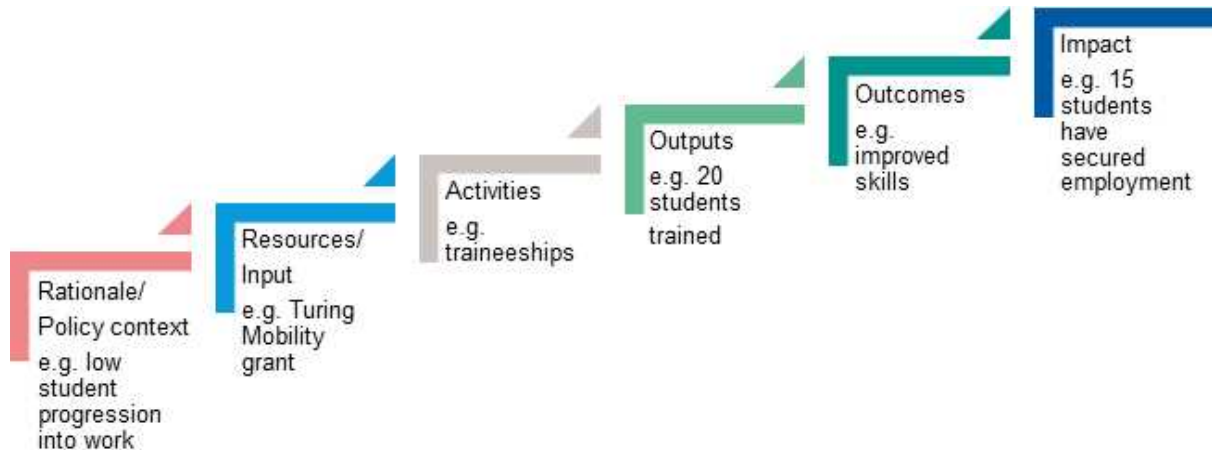 Rationale/
Policy context
e.g. low
student
progression
into work
Resources/
Input
e.g. Turing
Mobility
grant
Activities
e.g.
traineeships
Outputs
e.g. 20
students
trained
Outcomes
e.g.
improved
skills
Impact
e.g. 15
students
have
secured
employment